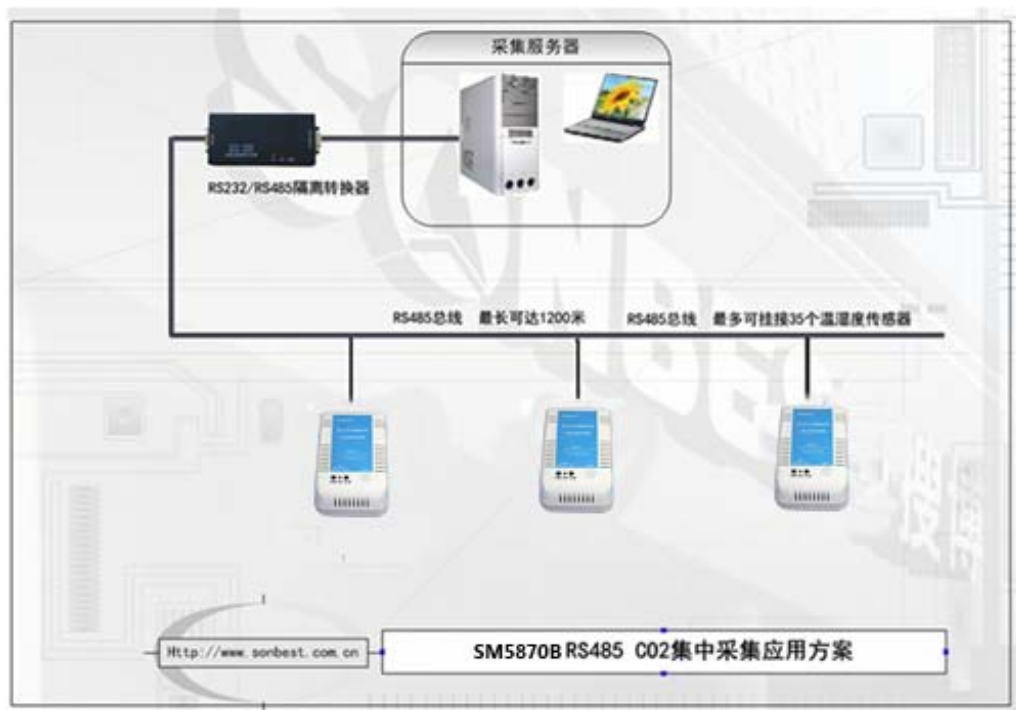 采集服务器
RS232/RS485隔离转换器
RS485总线 最长可达1200米 RS485总线 最多可挂接35个温湿度传感器
Http://www.sonbest.com.cn
SM5870B RS485 CO2集中采集应用方案